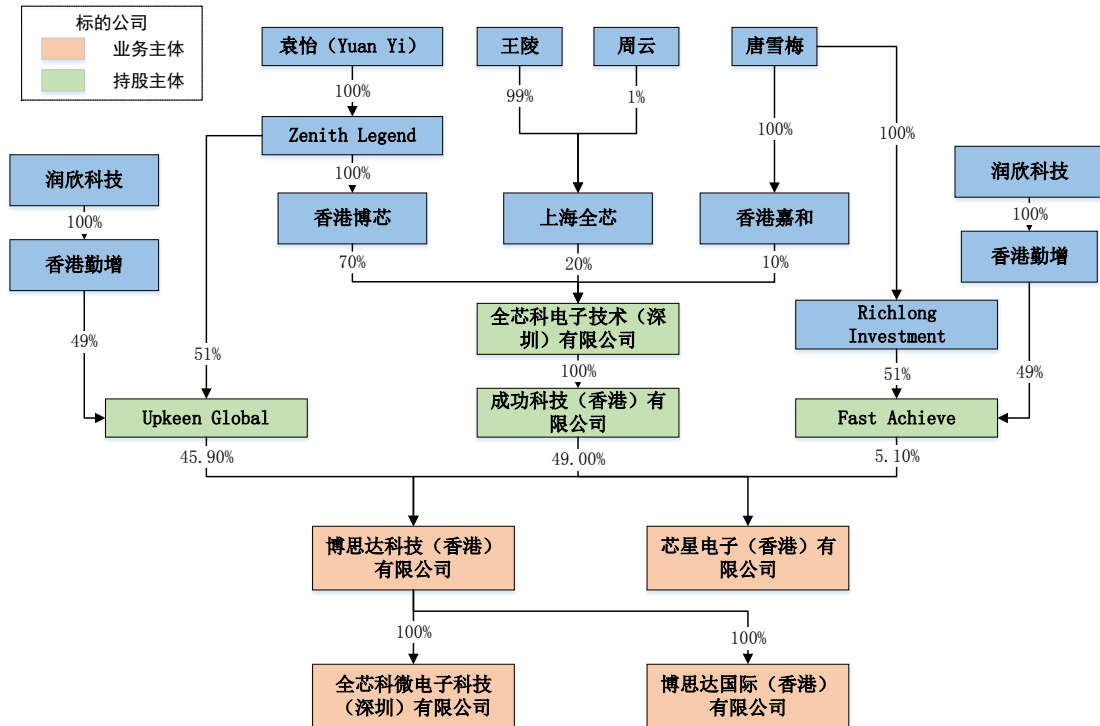 标的公司
业务主体
持股主体
袁怡（Yuan Yi）
王陵
周云
唐雪梅
100%
99%
1%
100%
100%
Zenith Legend
润欣科技
润欣科技
100%
100%
100%
香港博芯
上海全芯
香港嘉和
香港勤增
香港勤增
70%
20%
10%
全芯科电子技术（深
圳）有限公司
Richlong
Investment
49%
51%
100%
51%
49%
Upkeen Global
成功科技（香港）有
限公司
Fast Achieve
45.90%
49.00%
5.10%
博思达科技（香港）
有限公司
芯星电子（香港）有
限公司
100%
100%
全芯科微电子科技
（深圳）有限公司
博思达国际（香港）
有限公司